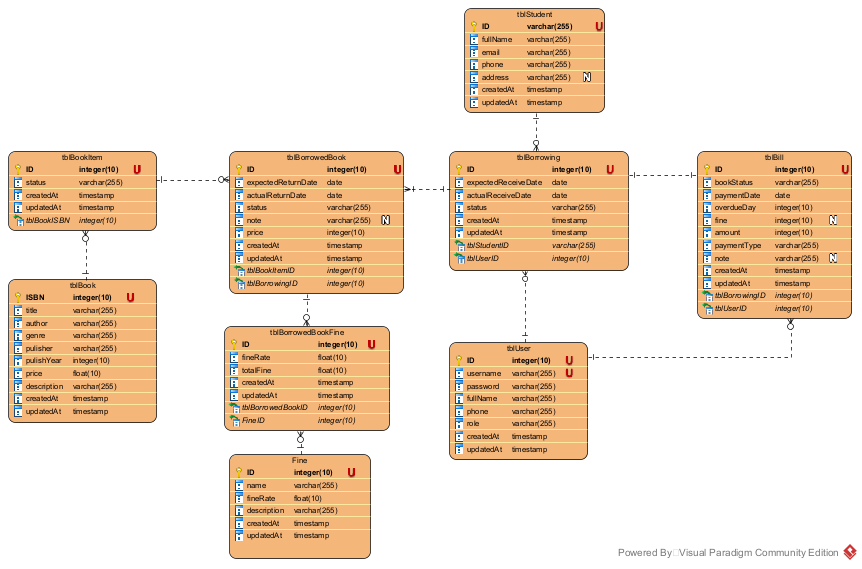 tblStudent
ID varchar(255) U
fullName varchar(255)
email varchar(255)
phone varchar(255)
address varchar(255) N
createdAt timestamp
updatedAt timestamp
tblBookItem
ID integer(10) U
status varchar(255)
createdAt timestamp
updatedAt timestamp
tblBookISBN integer(10)
tblBorrowedBook
ID integer(10) U
expectedReturnDate date
actualReturnDate date
status varchar(255)
note varchar(255) N
price integer(10)
createdAt timestamp
updatedAt timestamp
tblBookItemID integer(10)
tblBorrowingID integer(10)
tblBorrowing
ID integer(10) U
expectedReceiveDate date
actualReceiveDate date
status varchar(255)
createdAt timestamp
updatedAt timestamp
tblStudentID varchar(255)
tblUserID integer(10)
tblBill
ID integer(10) U
bookStatus varchar(255)
paymentDate date
overdueDay integer(10)
fine integer(10) N
amount integer(10)
paymentType varchar(255)
note varchar(255) N
createdAt timestamp
updatedAt timestamp
tblBorrowingID integer(10)
tblUserID integer(10)
tblBook
ISBN integer(10) U
title varchar(255)
author varchar(255)
genre varchar(255)
pulisher varchar(255)
pulishYear integer(10)
price float(10)
description varchar(255)
createdAt timestamp
updatedAt timestamp
tblBorrowedBookFine
ID integer(10) U
fineRate float(10)
totalFine float(10)
createdAt timestamp
updatedAt timestamp
tblBorrowedBookID integer(10)
FineID integer(10)
tblUser
ID integer(10) U
username varchar(255) U
password varchar(255)
fullName varchar(255)
phone varchar(255)
role varchar(255)
createdAt timestamp
updatedAt timestamp
Fine
ID integer(10) U
name varchar(255)
fineRate float(10)
description varchar(255)
createdAt timestamp
updatedAt timestamp
Powered By Visual Paradigm Community Edition